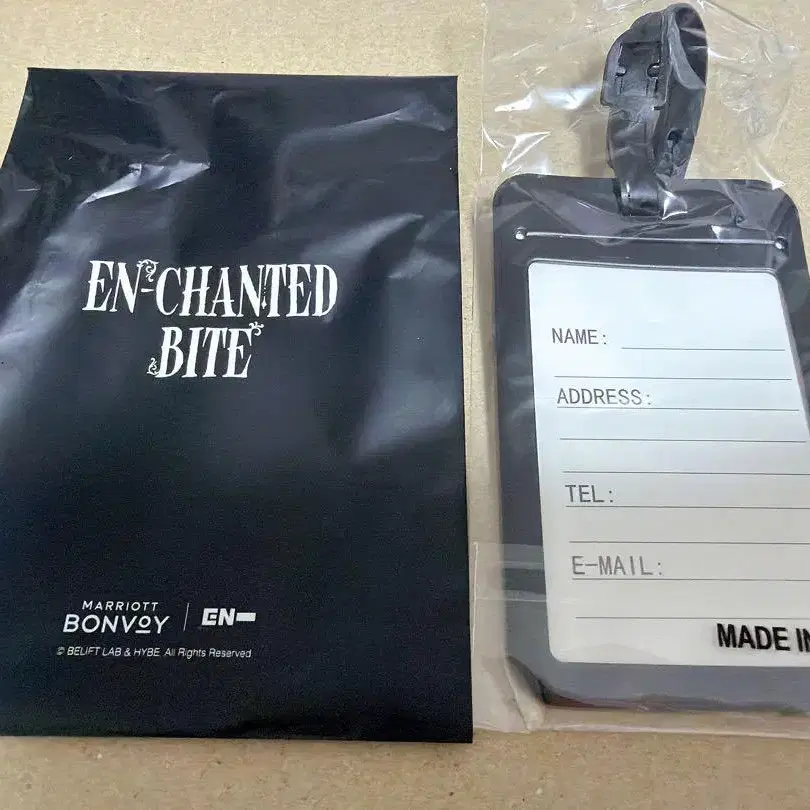 EN-CHANTED
BITE
MARRIOTT
BONVOY
EN-
© BELIFT LAB & HYBE. All Rights Reserved
NAME:
ADDRESS:
TEL:
E-MAIL:
MADE IN